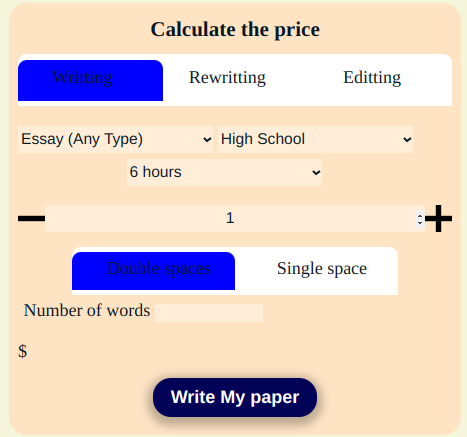 Calculate the price
Writting Rewritting Editting
Essay (Any Type) High School
6 hours
1
Double spaces Single space
Number of words
$
Write My paper